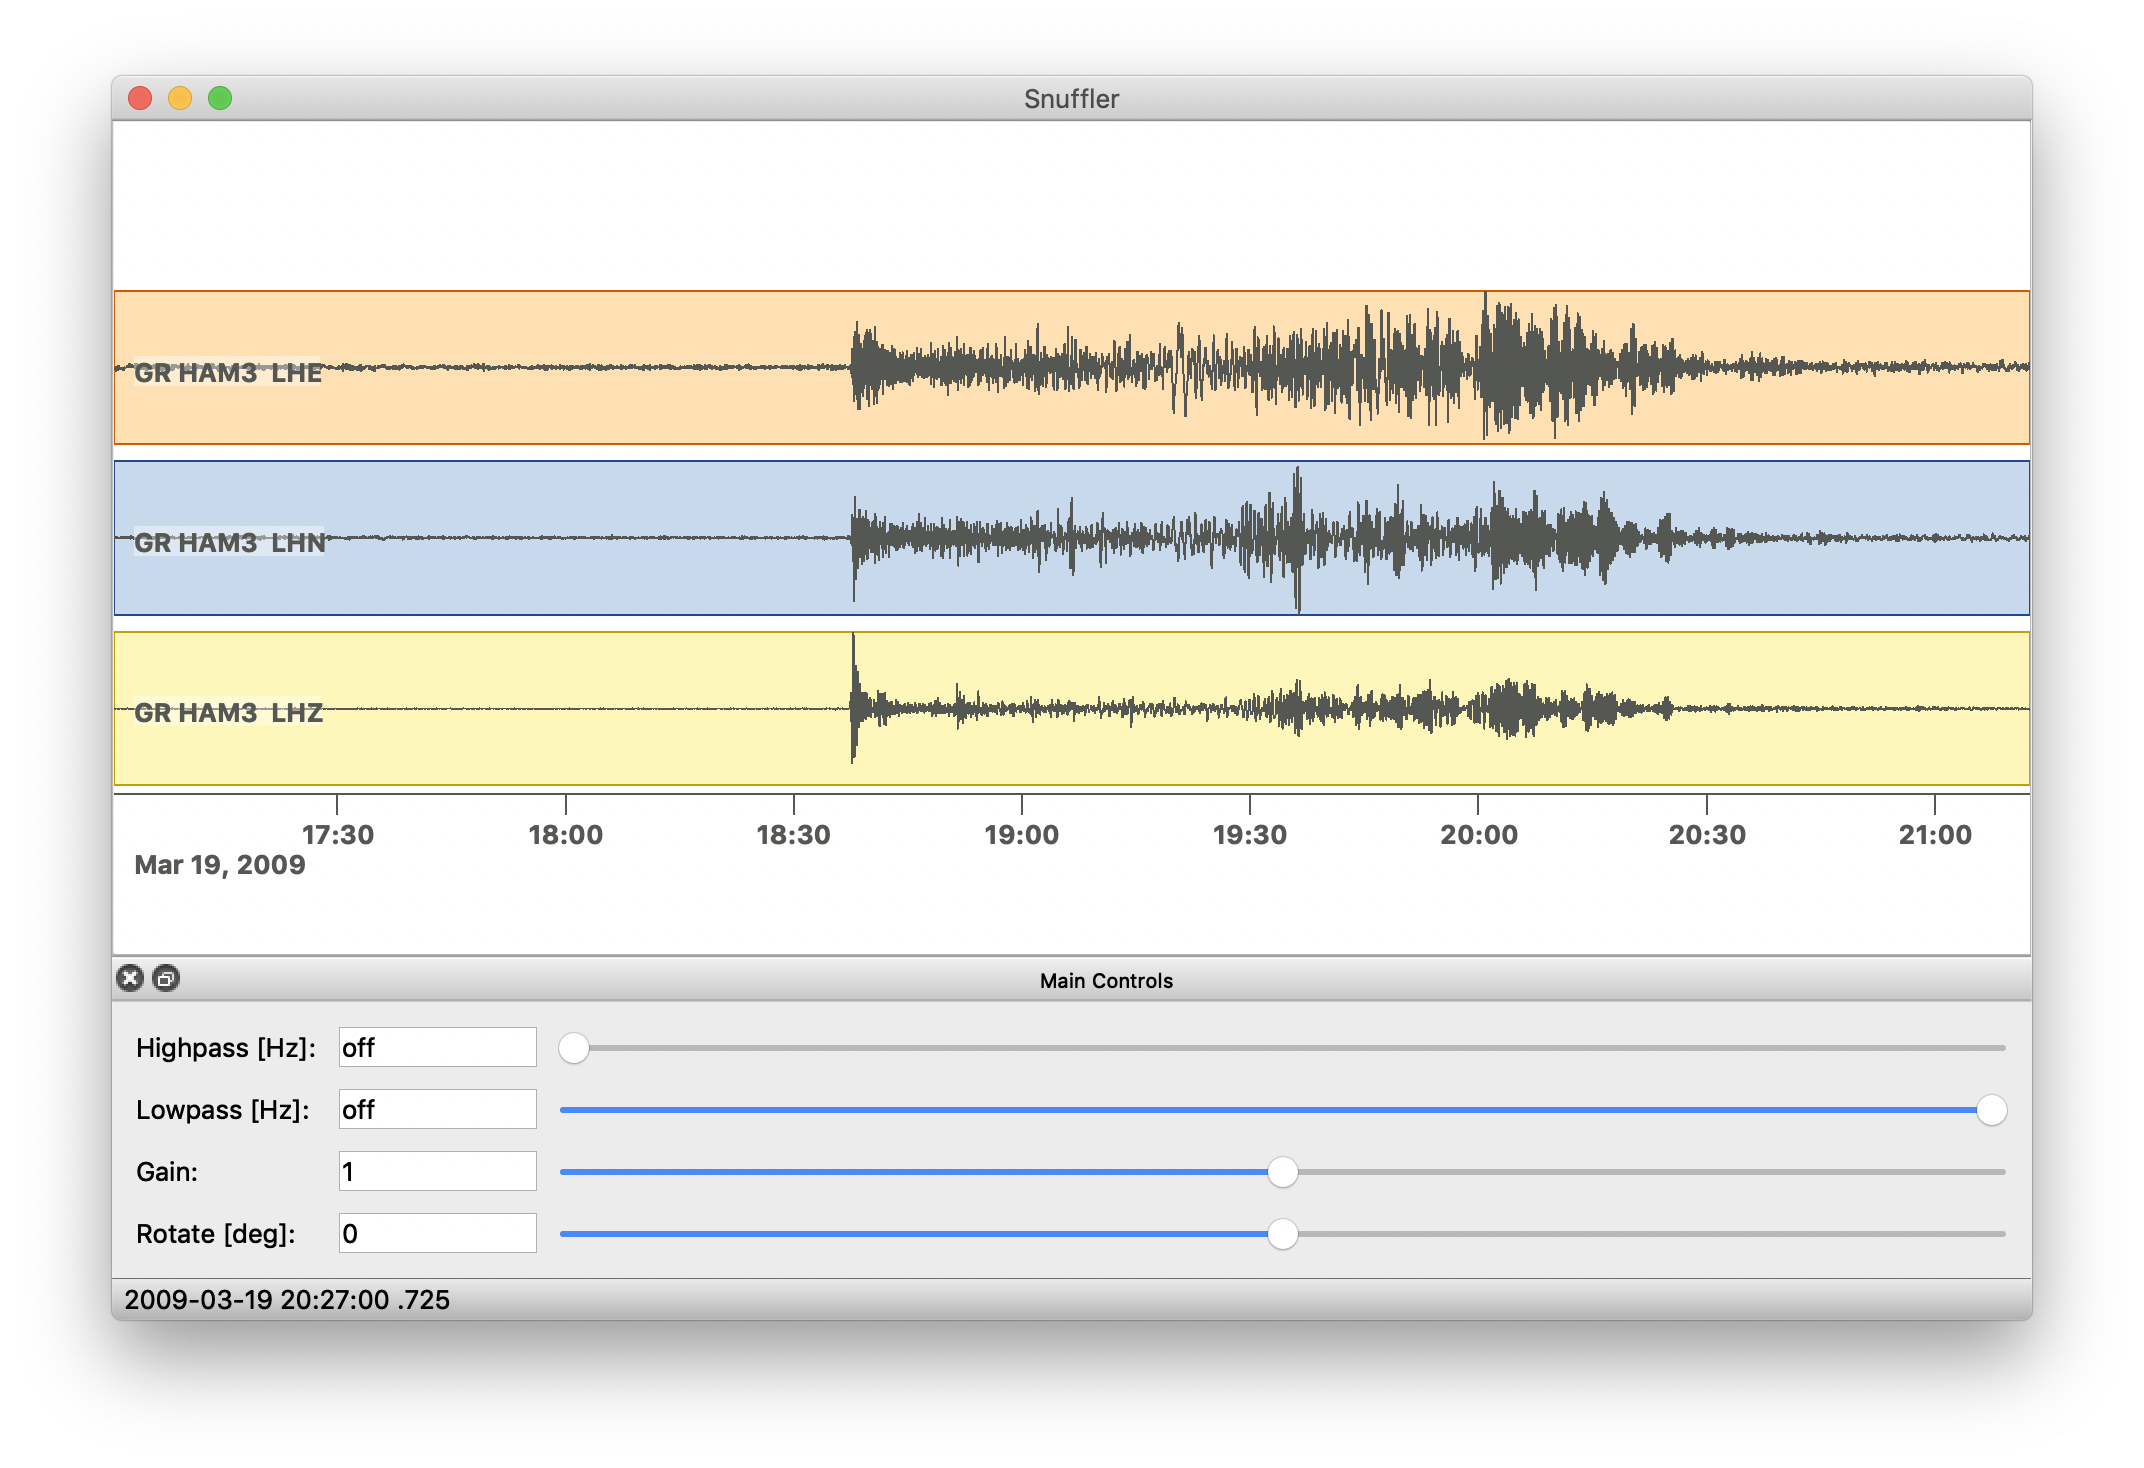 Snuffler
GR HAM3 LHE
GR HAM3 LHN
GR HAM3 LHZ
17:30 18:00 18:30 19:00 19:30 20:00 20:30 21:00
Mar 19, 2009
Main Controls
Highpass [Hz]: off
Lowpass [Hz]: off
Gain: 1
Rotate [deg]: 0
2009-03-19 20:27:00 .725